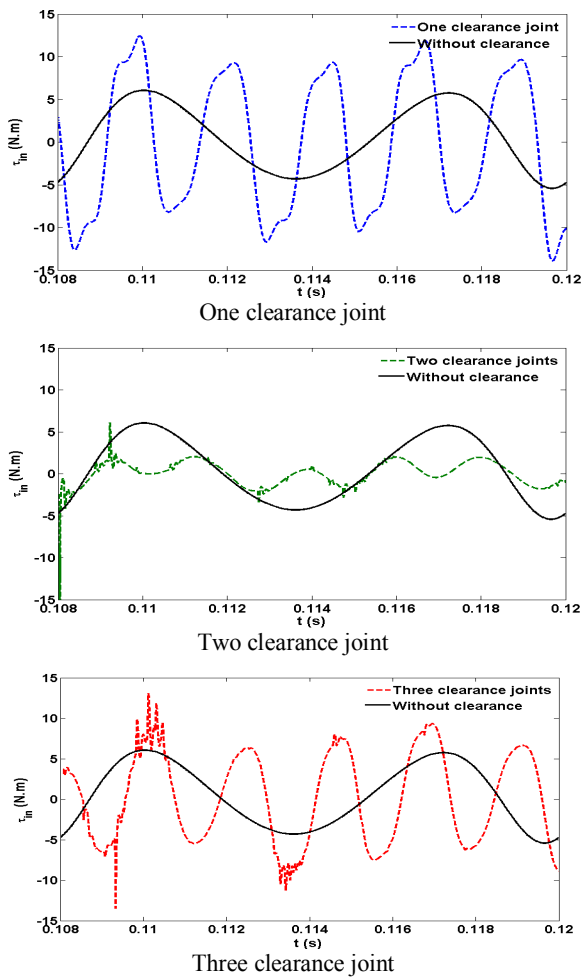 15
10
5
0
-5
-10
-15
τin (N.m)
One clearance joint
Without clearance
0.108 0.11 0.112 0.114 0.116 0.118 0.12
t (s)
One clearance joint
15
10
5
0
-5
-10
-15
τin (N.m)
Two clearance joints
Without clearance
0.108 0.11 0.112 0.114 0.116 0.118 0.12
t (s)
Two clearance joint
15
10
5
0
-5
-10
-15
τin (N.m)
Three clearance joints
Without clearance
0.108 0.11 0.112 0.114 0.116 0.118 0.12
t (s)
Three clearance joint